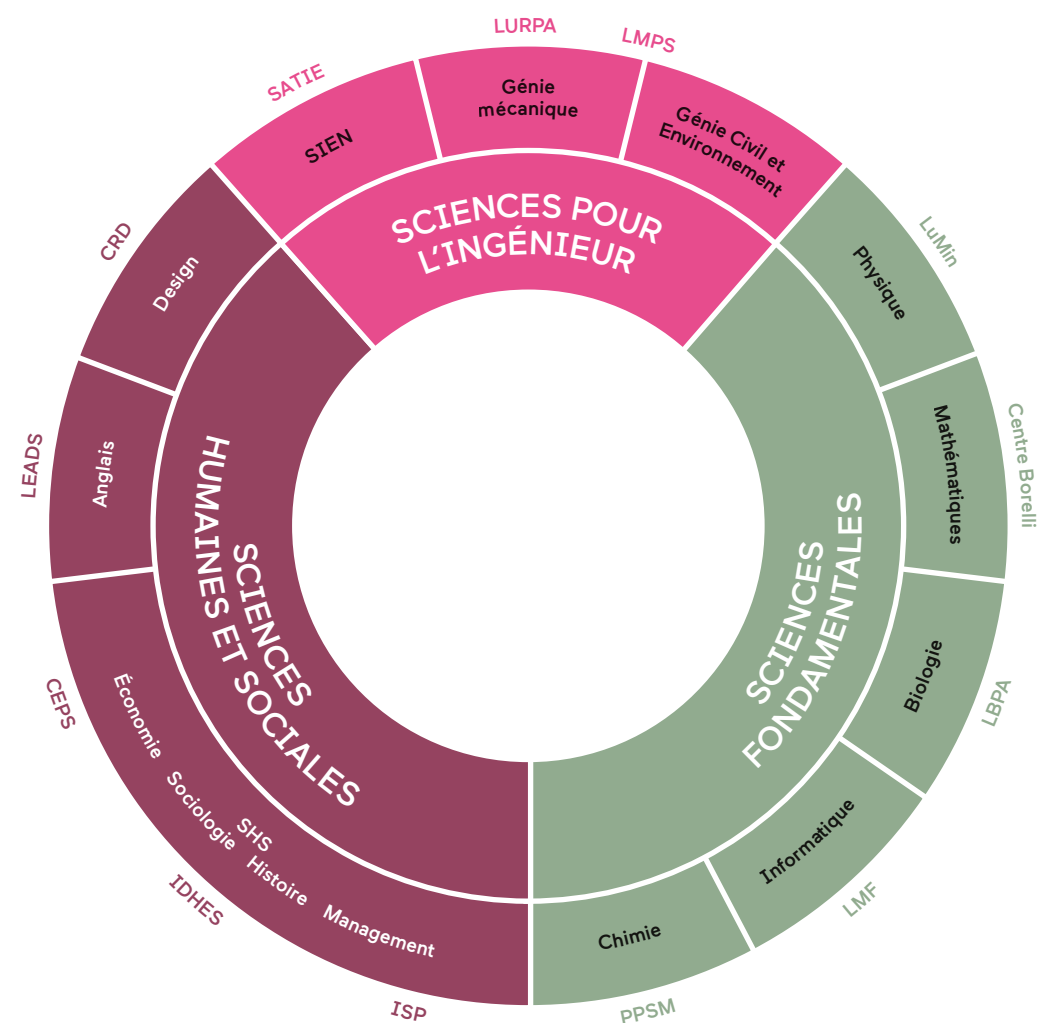 LURPA
LMPS
SATIE
Génie
mécanique
Génie Civil et
Environnement
SIEN
SCIENCES POUR
L'INGÉNIEUR
CRD
Design
LEADS
Anglais
SCIENCES
HUMAINES ET SOCIALES
CEPS
Économie
Sociologie
SHS
Histoire
Management
IDHES
ISP
LuMin
Physique
Centre Borelli
Mathématiques
SCIENCES
FONDAMENTALES
Biologie
LBPA
Informatique
LMF
Chimie
PPSM